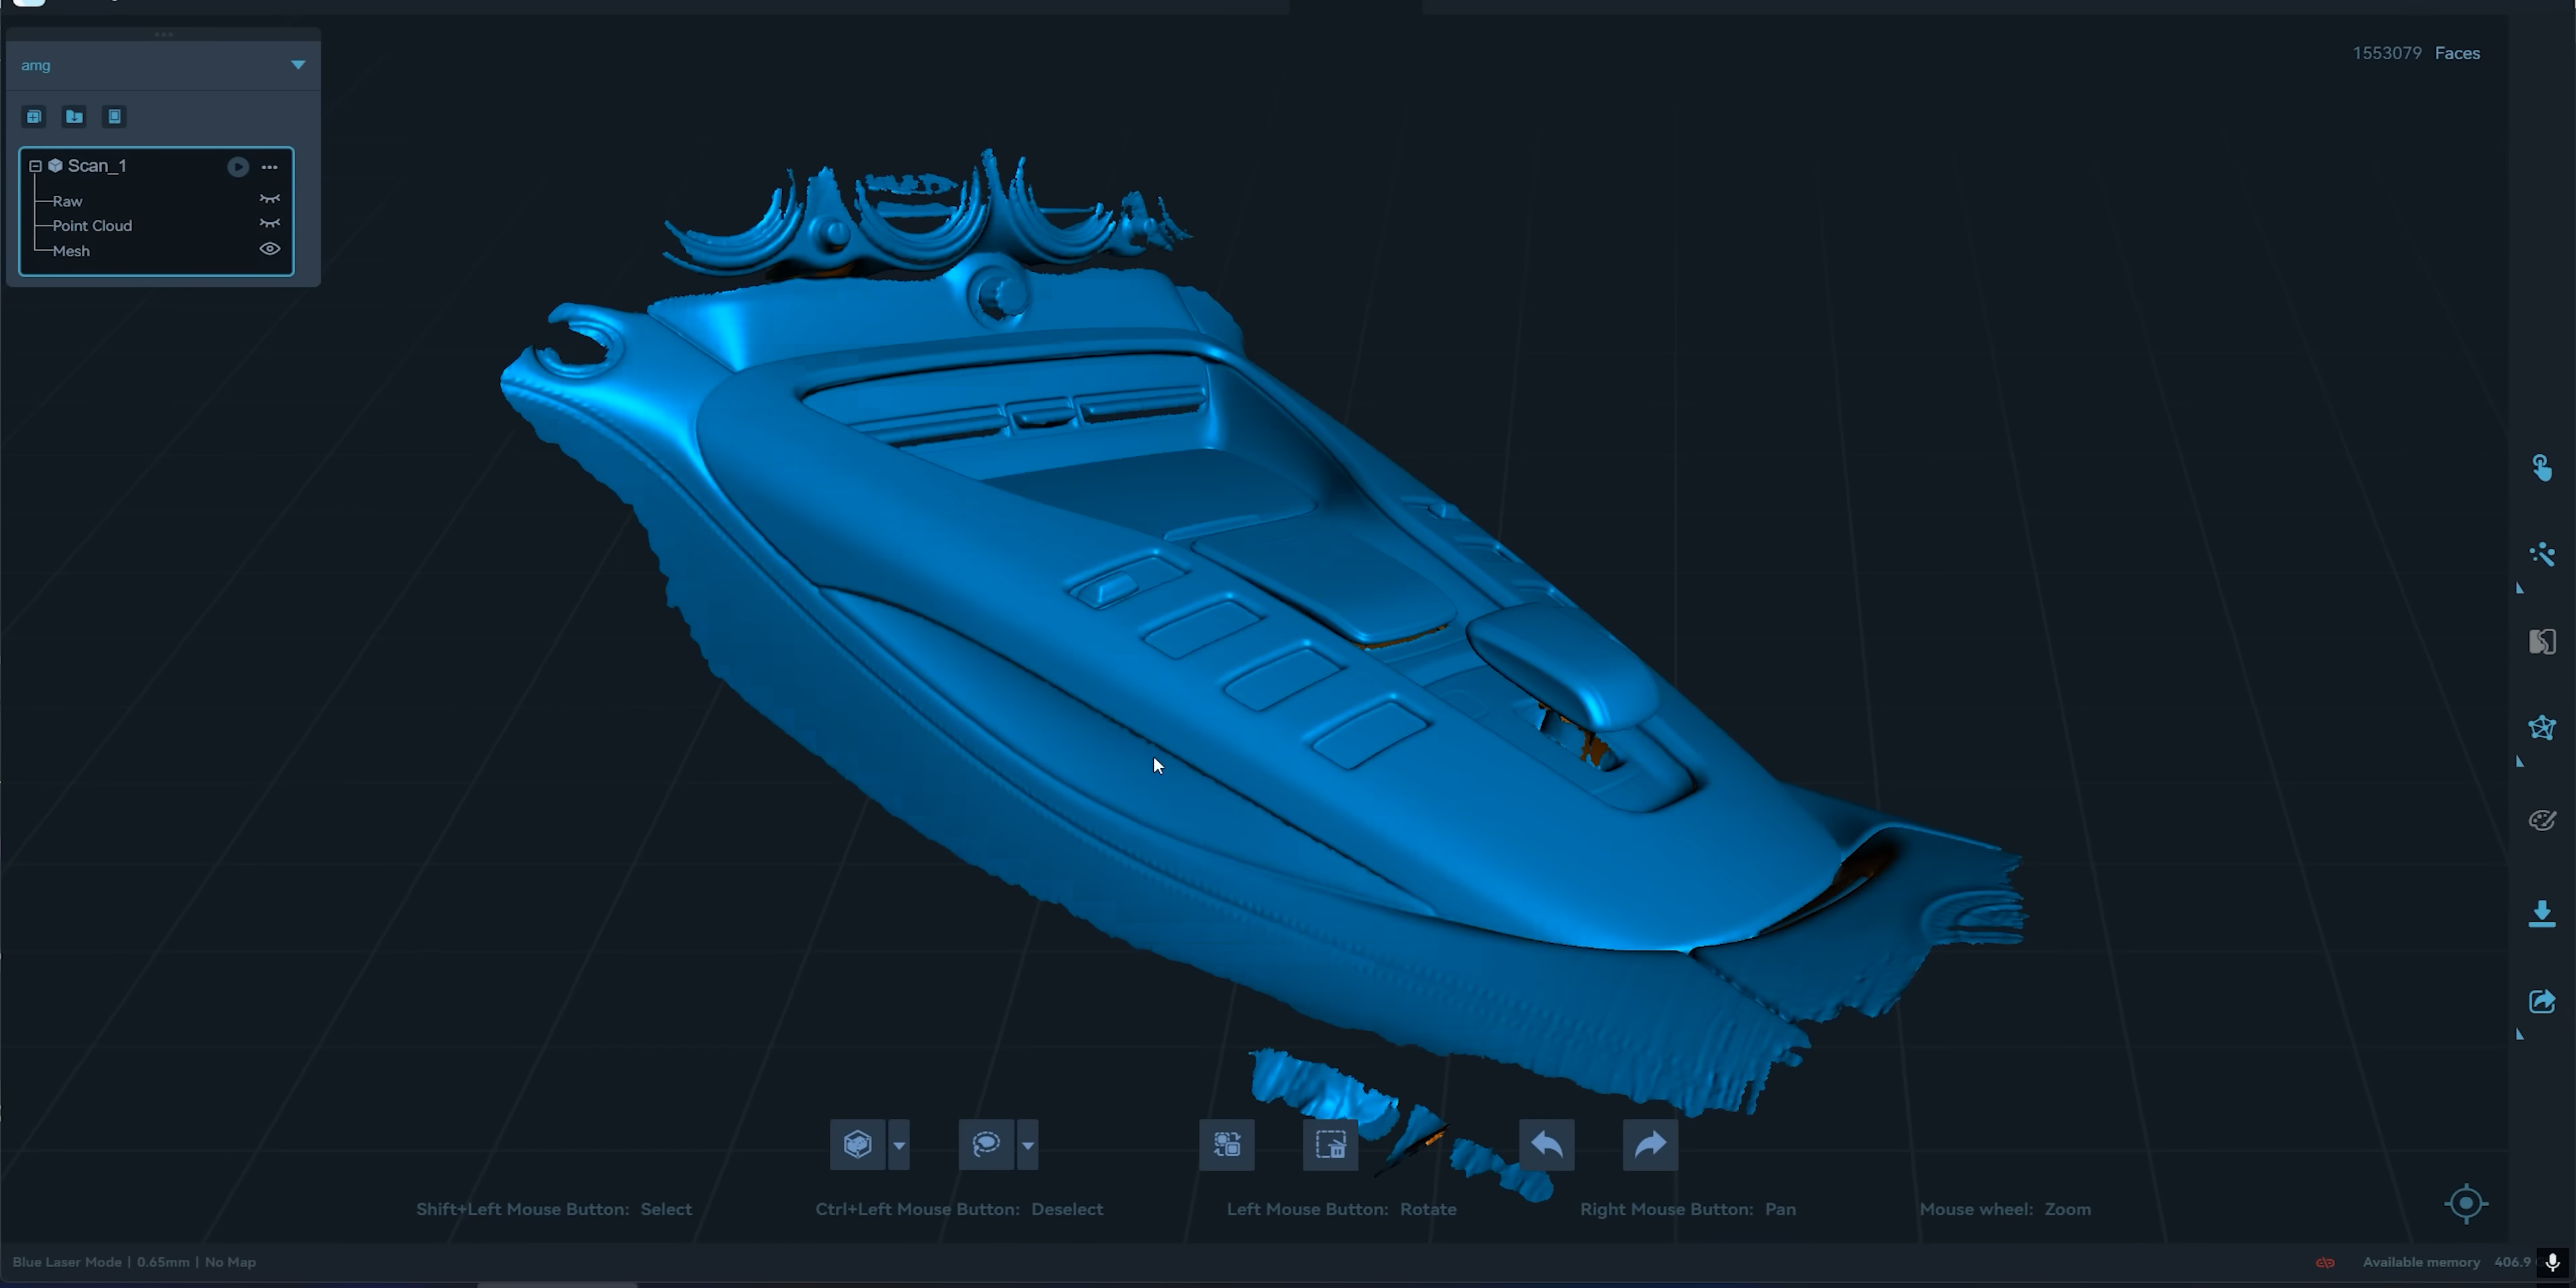 amg
1553079 Faces
Scan_1
Raw
Point Cloud
Mesh
Shift+Left Mouse Button: Select
Ctrl+Left Mouse Button: Deselect
Left Mouse Button: Rotate
Right Mouse Button: Pan
Mouse wheel: Zoom
Blue Laser Mode | 0.65mm | No Map
Available memory 406.9